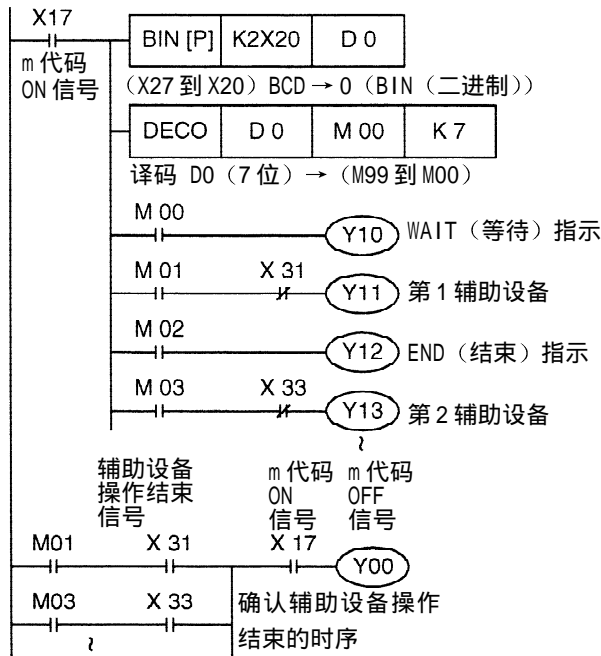 X17
BIN [P] K2X20 D 0
m 代码
ON 信号
(X27 到 X20) BCD → 0 (BIN (二进制))
DECO D 0 M 00 K 7
译码 D0 (7 位) → (M99 到 M00)
M 00
Y10 WAIT (等待) 指示
M 01 X 31
Y11 第 1 辅助设备
M 02
Y12 END (结束) 指示
M 03 X 33
Y13 第 2 辅助设备
辅助设备
操作结束
信号
m 代码
ON
信号
m 代码
OFF
信号
M01 X 31 X 17
Y00
M03 X 33
确认辅助设备操作
结束的时序